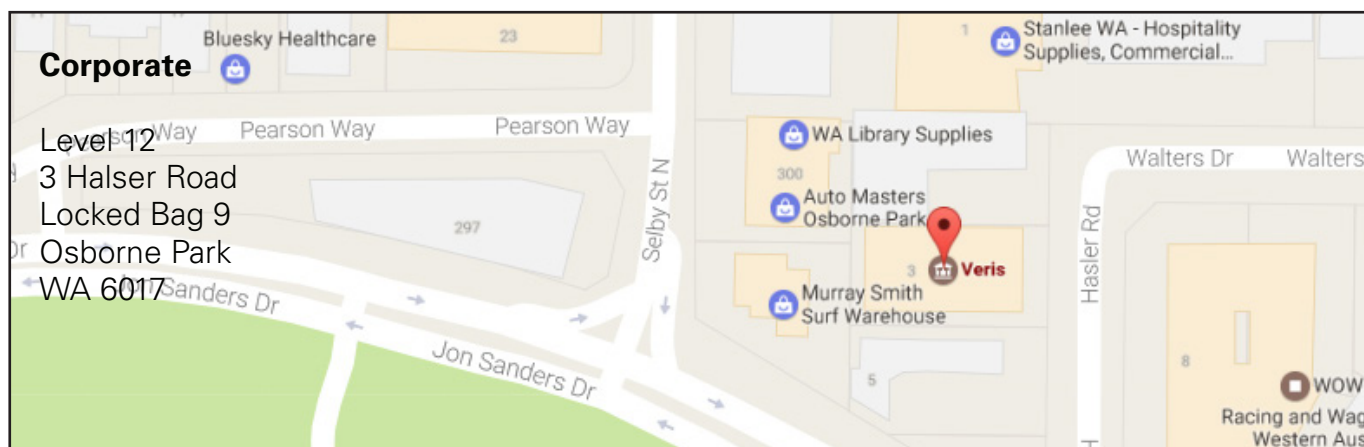 Corporate
Level 12
3 Halser Road
Locked Bag 9
Osborne Park
WA 6017
Bluesky Healthcare
23
1
Stanlee WA - Hospitality
Supplies, Commercial...
Pearson Way
Pearson Way
Pearson Way
WA Library Supplies
300
Auto Masters
Osborne Park
Walters Dr
Walters
297
Selby St N
Hasler Rd
3
Veris
Murray Smith
Surf Warehouse
Dr
Jon Sanders Dr
Jon Sanders Dr
5
8
WOW
Racing and Wag
Western Aus